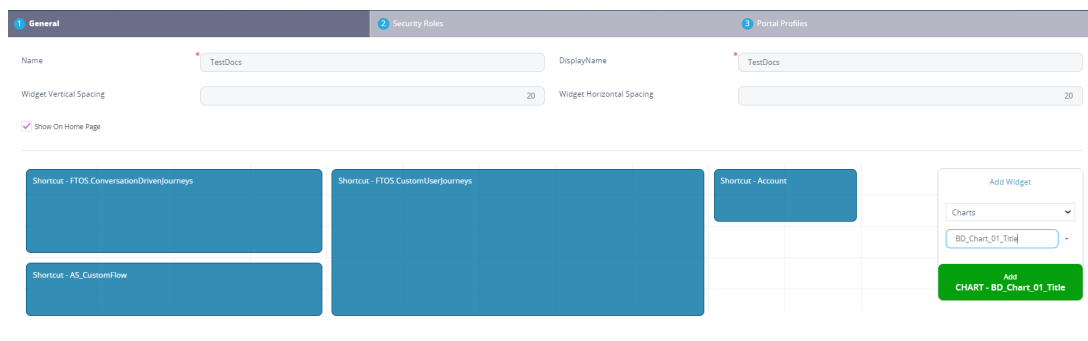 1 General
2 Security Roles
3 Portal Profiles
Name
* TestDocs
DisplayName
* TestDocs
Widget Vertical Spacing
20
Widget Horizontal Spacing
20
Show On Home Page
Shortcut - FTOS.ConversationDrivenJourneys
Shortcut - FTOS.CustomUserJourneys
Shortcut - Account
Add Widget
Charts
BD_Chart_01_Title
Shortcut - AS_CustomFlow
Add
CHART - BD_Chart_01_Title